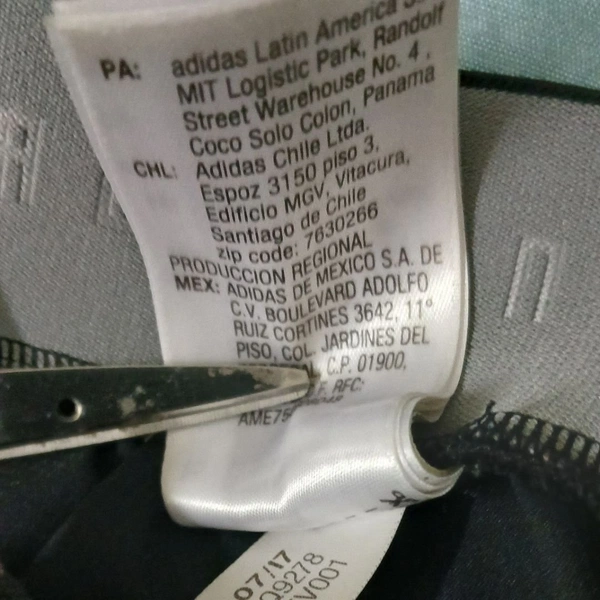 PA: adidas Latin America
MIT Logistic Park, Randolf
Street Warehouse No. 4 ,
Coco Solo Colon, Panama
CHL: Adidas Chile Ltda.
Espoz 3150 piso 3,
Edificio MGV, Vitacura,
Santiago de Chile
zip code: 7630266
PRODUCCION REGIONAL
MEX: ADIDAS DE MEXICO S.A. DE
C.V. BOULEVARD ADOLFO
RUIZ CORTINES 3642, 11°
PISO, COL. JARDINES DEL
C.P. 01900,
RFC:
07/17
Q9278
V001